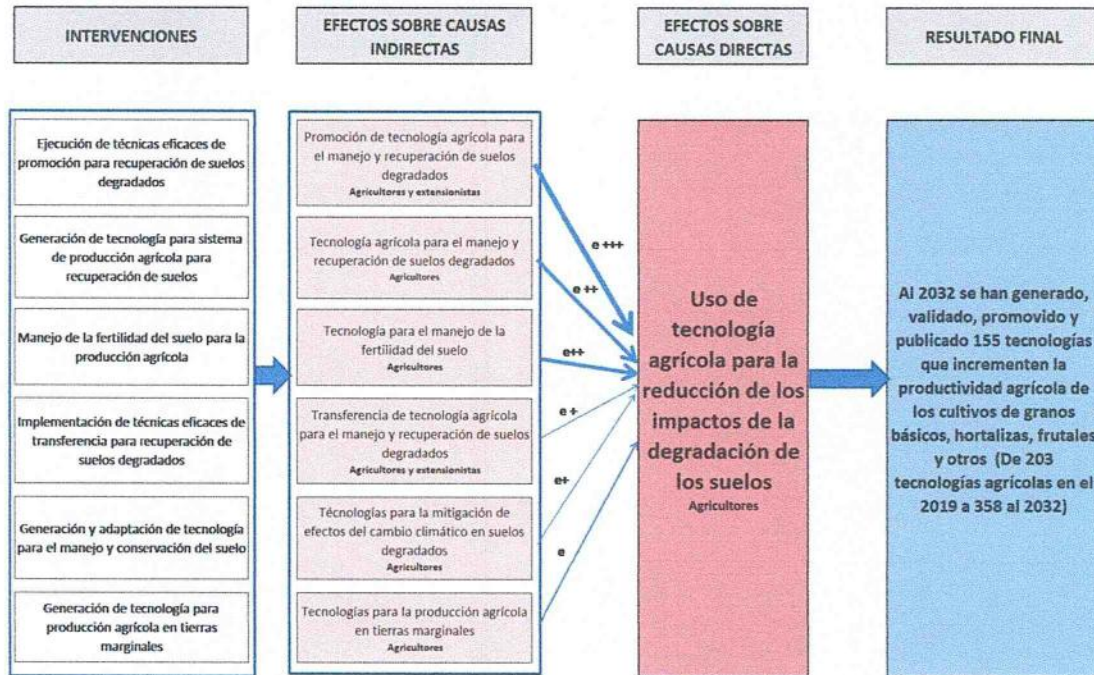 INTERVENCIONES
EFECTOS SOBRE CAUSAS
INDIRECTAS
EFECTOS SOBRE
CAUSAS DIRECTAS
RESULTADO FINAL
Ejecución de técnicas eficaces de
promoción para recuperación de suelos
degradados
Generación de tecnología para sistema
de producción agrícola para
recuperación de suelos
Manejo de la fertilidad del suelo para la
producción agrícola
Implementación de técnicas eficaces de
transferencia para recuperación de
suelos degradados
Generación y adaptación de tecnología
para el manejo y conservación del suelo
Generación de tecnología para
producción agrícola en tierras
marginales
Promoción de tecnología agrícola para
el manejo y recuperación de suelos
degradados
Agricultores y extensionistas
Tecnología agrícola para el manejo y
recuperación de suelos degradados
Agricultores
Tecnología para el manejo de la
fertilidad del suelo
Agricultores
Transferencia de tecnología agrícola
para el manejo y recuperación de suelos
degradados
Agricultores y extensionistas
Técnologías para la mitigación de
efectos del cambio climático en suelos
degradados
Agricultores
Tecnologías para la producción agrícola
en tierras marginales
Agricultores
e +++
e ++
e++
e +
e+
e
Uso de
tecnología
agrícola para la
reducción de los
impactos de la
degradación de
los suelos
Agricultores
Al 2032 se han generado,
validado, promovido y
publicado 155 tecnologías
que incrementen la
productividad agrícola de
los cultivos de granos
básicos, hortalizas, frutales
y otros (De 203
tecnologías agrícolas en el
2019 a 358 al 2032)